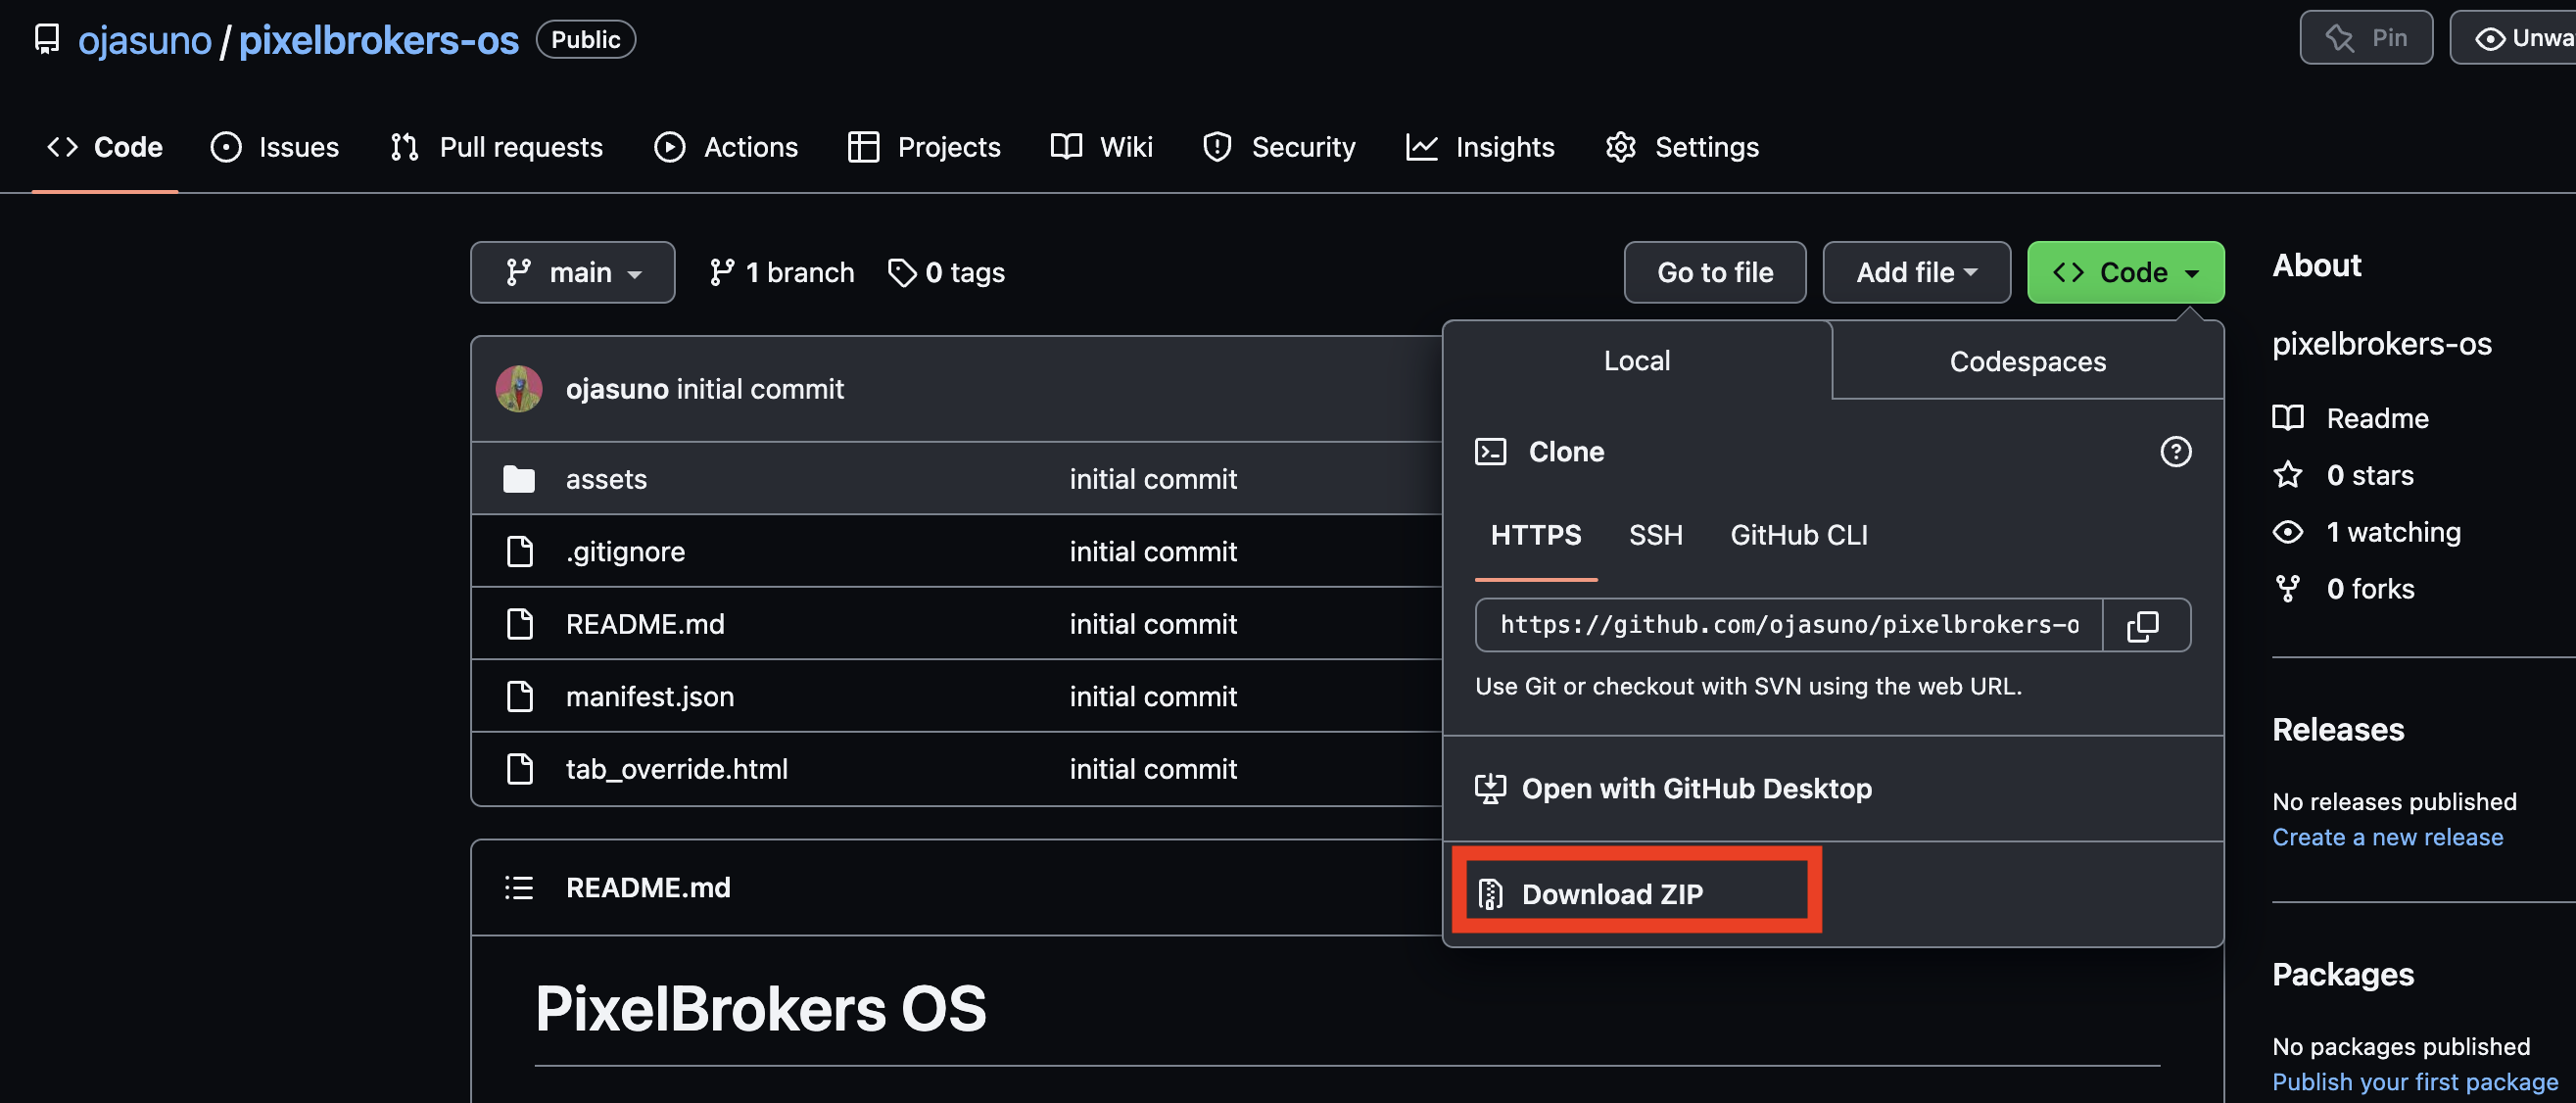 ojasuno / pixelbrokers-os Public
Pin Unwa
Code Issues Pull requests Actions Projects Wiki Security Insights Settings
main 1 branch 0 tags Go to file Add file Code
ojasuno initial commit
assets initial commit
.gitignore initial commit
README.md initial commit
manifest.json initial commit
tab_override.html initial commit
README.md
PixelBrokers OS
Local Codespaces
Clone
HTTPS SSH GitHub CLI
https://github.com/ojasuno/pixelbrokers-o
Use Git or checkout with SVN using the web URL.
Open with GitHub Desktop
Download ZIP
About
pixelbrokers-os
Readme
0 stars
1 watching
0 forks
Releases
No releases published
Create a new release
Packages
No packages published
Publish your first package